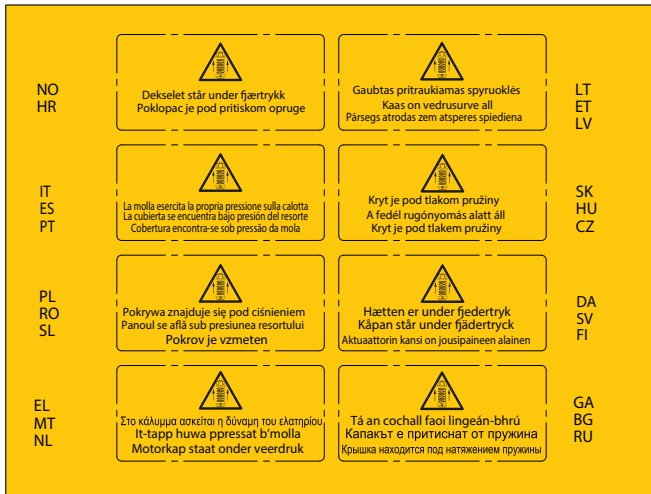 NO
HR
Dekselet står under fjærtrykk
Poklopac je pod pritiskom opruge
Gaubtas pritraukiamas spyruoklės
Kaas on vedrusurve all
Pārsegs atrodas zem atsperes spiediena
LT
ET
LV
IT
ES
PT
La molla esercita la propria pressione sulla calotta
La cubierta se encuentra bajo presión del resorte
Cobertura encontra-se sob pressão da mola
Kryt je pod tlakom pružiny
A fedél rugónyomás alatt áll
Kryt je pod tlakem pružiny
SK
HU
CZ
PL
RO
SL
Pokrywa znajduje się pod ciśnieniem
Panoul se află sub presiunea resortului
Pokrov je vzmeten
Hætten er under fjedertryk
Kåpan står under fjädertryck
Aktuaattorin kansi on jousipaineen alainen
DA
SV
FI
EL
MT
NL
Στο κάλυμμα ασκείται η δύναμη του ελατηρίου
It-tapp huwa ppressat b'molla
Motorkap staat onder veerdruk
Tá an cochall faoi lingeán-bhrú
Капакът е притиснат от пружина
Крышка находится под натяжением пружины
GA
BG
RU